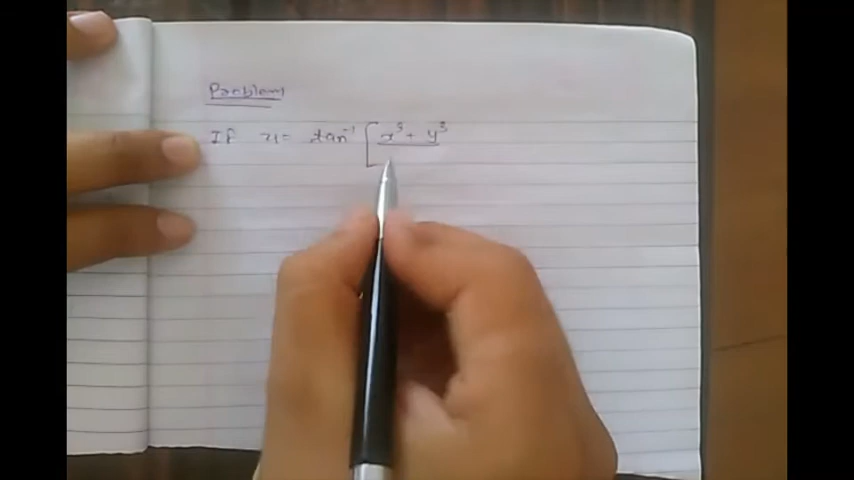 Problem
If u = tan⁻¹ [ x³ + y³